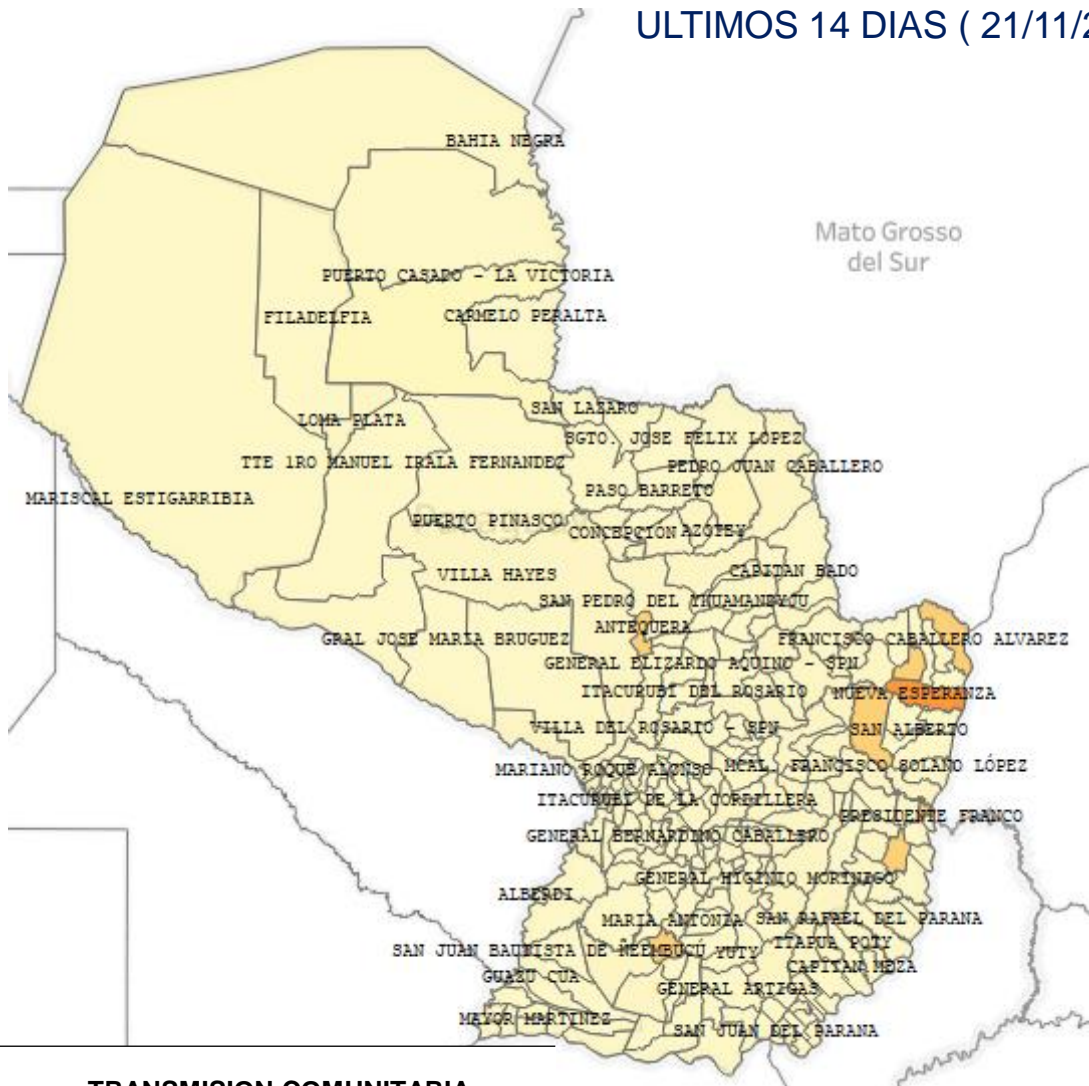 ULTIMOS 14 DIAS ( 21/11/2
BAHIA NEGRA
Mato Grosso
del Sur
PUERTO CASADO - LA VICTORIA
FILADELFIA
CARMELO PERALTA
SAN LAZARO
LOMA PLATA
SGTO. JOSE FELIX LOPEZ
TTE 1RO MANUEL IRALA FERNANDEZ
PEDRO JUAN CABALLERO
PASO BARRETO
MARISCAL ESTIGARRIBIA
PUERTO PINASCO
CONCEPCION
AZOTEY
VILLA HAYES
CAPITAN BADO
SAN PEDRO DEL YKUAMANDYJU
ANTEQUERA
GRAL JOSE MARIA BRUGUEZ
FRANCISCO CABALLERO ALVAREZ
GENERAL ELIZARDO AQUINO - SPN
ITACURUBI DEL ROSARIO
NUEVA ESPERANZA
VILLA DEL ROSARIO - SPN
SAN ALBERTO
MARIANO ROQUE ALONSO
MCAL. FRANCISCO SOLANO LÓPEZ
ITACURUBI DE LA CORDILLERA
PRESIDENTE FRANCO
GENERAL BERNARDINO CABALLERO
GENERAL HIGINIO MORINIGO
ALBERDI
MARIA ANTONIA
SAN RAFAEL DEL PARANA
SAN JUAN BAUTISTA DE ÑEEMBUCÚ
YUTY
ITAPUA POTY
CAPITAN MEZA
GUAZU CUA
GENERAL ARTIGAS
MAYOR MARTINEZ
SAN JUAN DEL PARANA
TRANSMISION COMUNITARIA